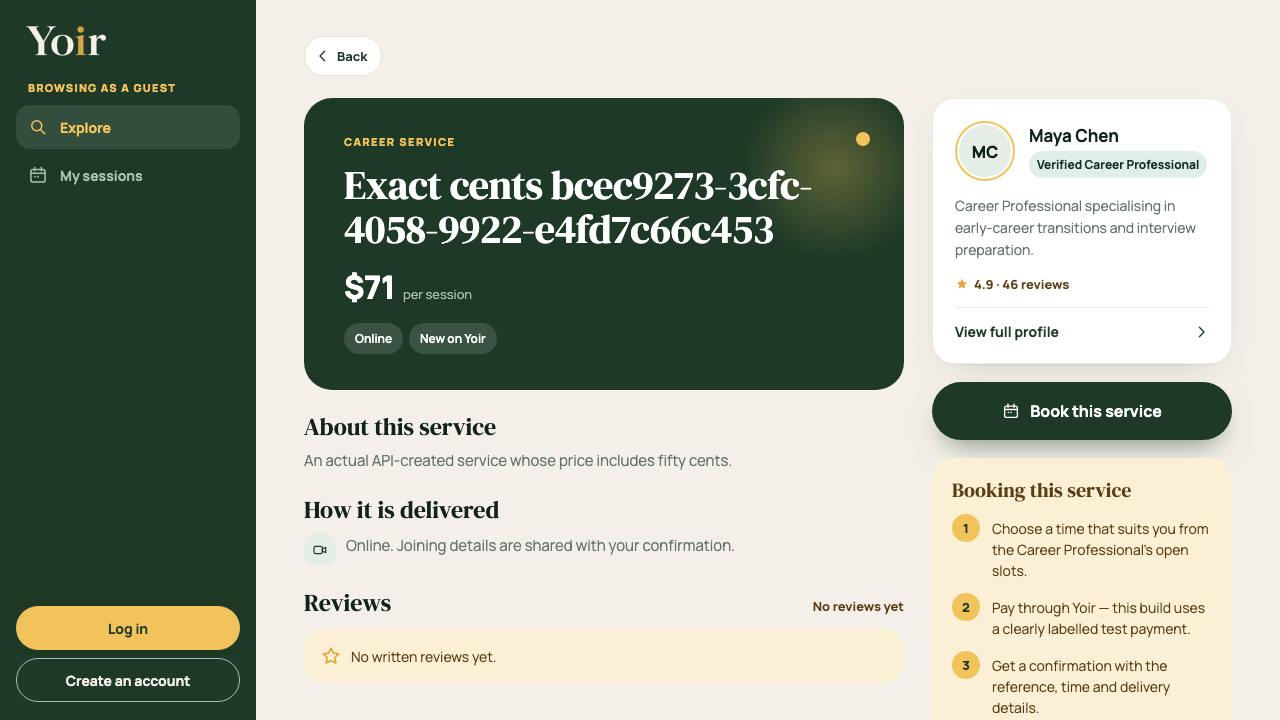 Yoir
BROWSING AS A GUEST
Explore
My sessions
Log in
Create an account
Back
CAREER SERVICE
Exact cents bcec9273-3cfc-
4058-9922-e4fd7c66c453
$71 per session
Online
New on Yoir
About this service
An actual API-created service whose price includes fifty cents.
How it is delivered
Online. Joining details are shared with your confirmation.
Reviews
No reviews yet
No written reviews yet.
MC
Maya Chen
Verified Career Professional
Career Professional specialising in
early-career transitions and interview
preparation.
4.9 · 46 reviews
View full profile
Book this service
Booking this service
1
Choose a time that suits you from
the Career Professional's open
slots.
2
Pay through Yoir — this build uses
a clearly labelled test payment.
3
Get a confirmation with the
reference, time and delivery
details.